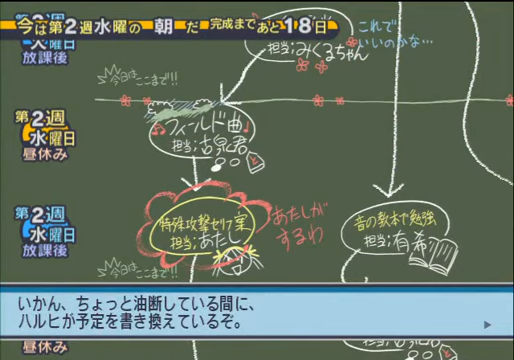 今は第2週水曜の 朝 だ 完成まであと18日
火曜日
放課後
担当:みくるちゃん
これで
いいのかな…
今日は
ここまで!!
第2週
水曜日
昼休み
フィールド曲
担当:古泉君
第2週
水曜日
放課後
特殊攻撃セリフ案
担当:あたし
あたしが
するわ
音の教本で勉強
担当:有希
今日は
ここまで!!
いかん、ちょっと油断している間に、
ハルヒが予定を書き換えているぞ。
昼休み